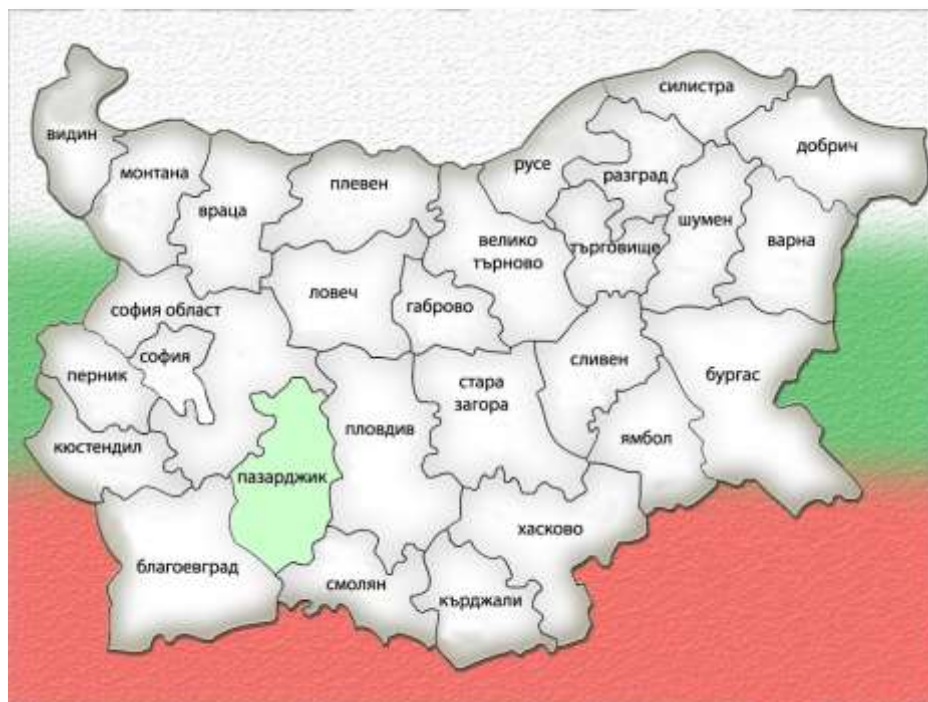 силистра
видин
добрич
русе
монтана
плевен
разград
враца
шумен
велико
търново
търговище
варна
ловеч
габрово
софия област
софия
сливен
перник
бургас
стара
загора
пловдив
ямбол
кюстендил
пазарджик
хасково
благоевград
смолян
кърджали